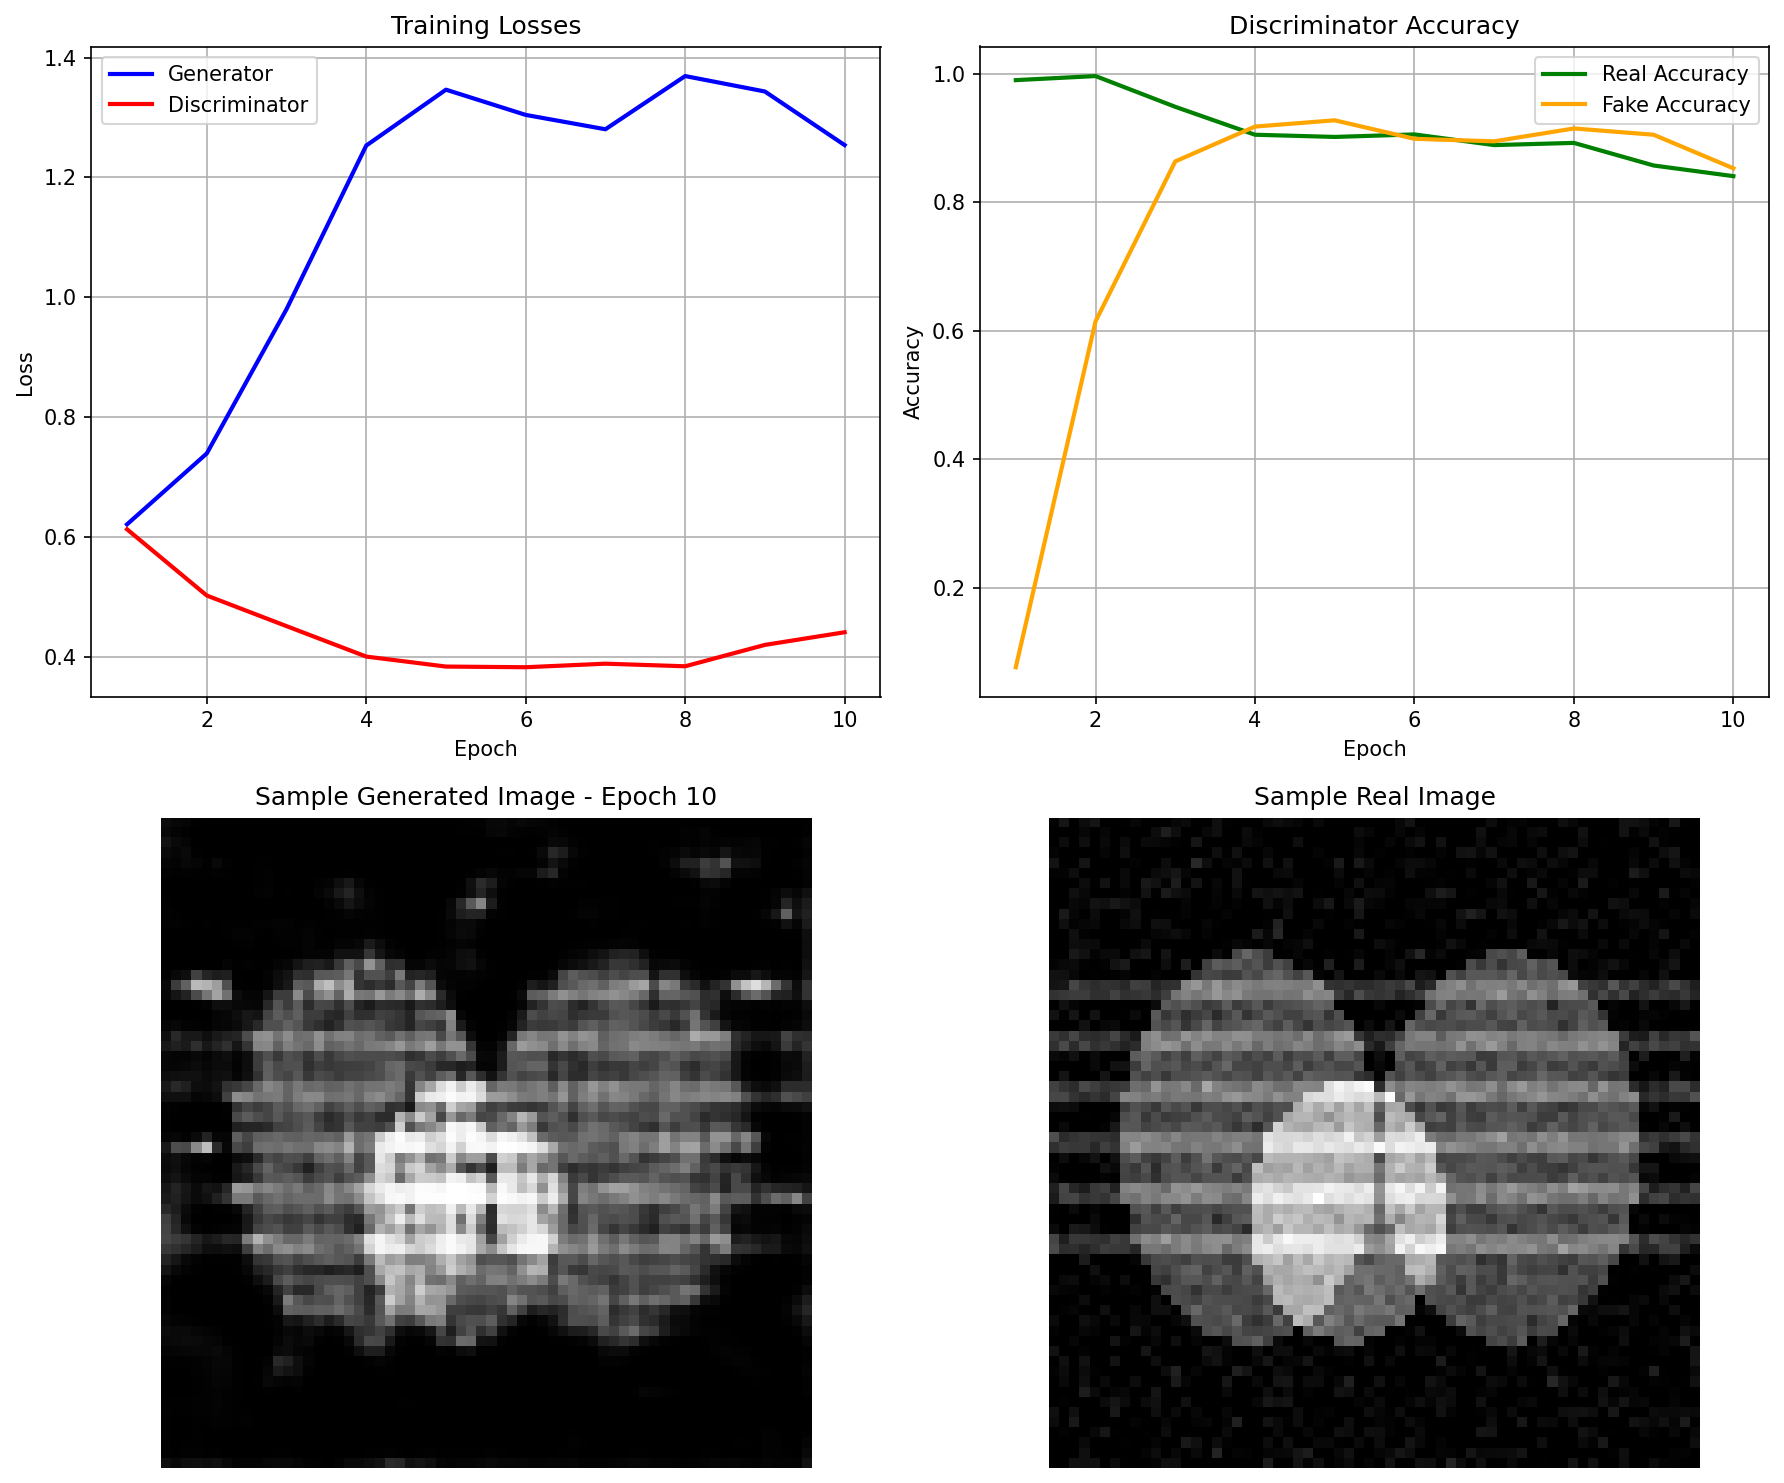 Training Losses
Generator
Discriminator
1.4
1.2
1.0
0.8
0.6
0.4
Loss
2 4 6 8 10
Epoch
Discriminator Accuracy
Real Accuracy
Fake Accuracy
1.0
0.8
0.6
0.4
0.2
Accuracy
2 4 6 8 10
Epoch
Sample Generated Image - Epoch 10
Sample Real Image